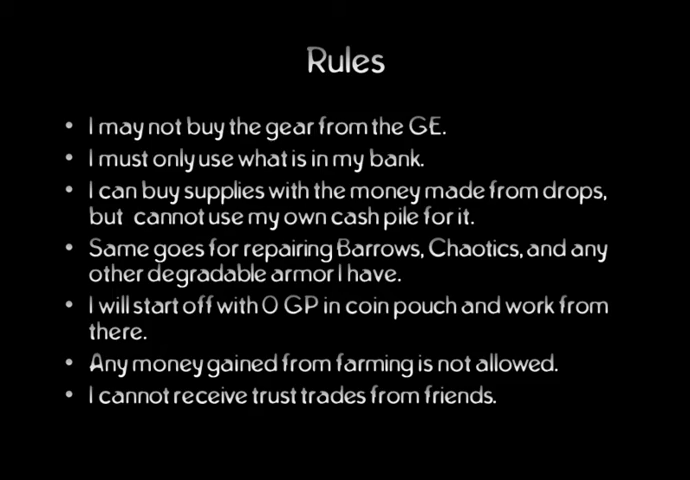 Rules
• I may not buy the gear from the GE.
• I must only use what is in my bank.
• I can buy supplies with the money made from drops,
but cannot use my own cash pile for it.
• Same goes for repairing Barrows, Chaotics, and any
other degradable armor I have.
• I will start off with 0 GP in coin pouch and work from
there.
• Any money gained from farming is not allowed.
• I cannot receive trust trades from friends.